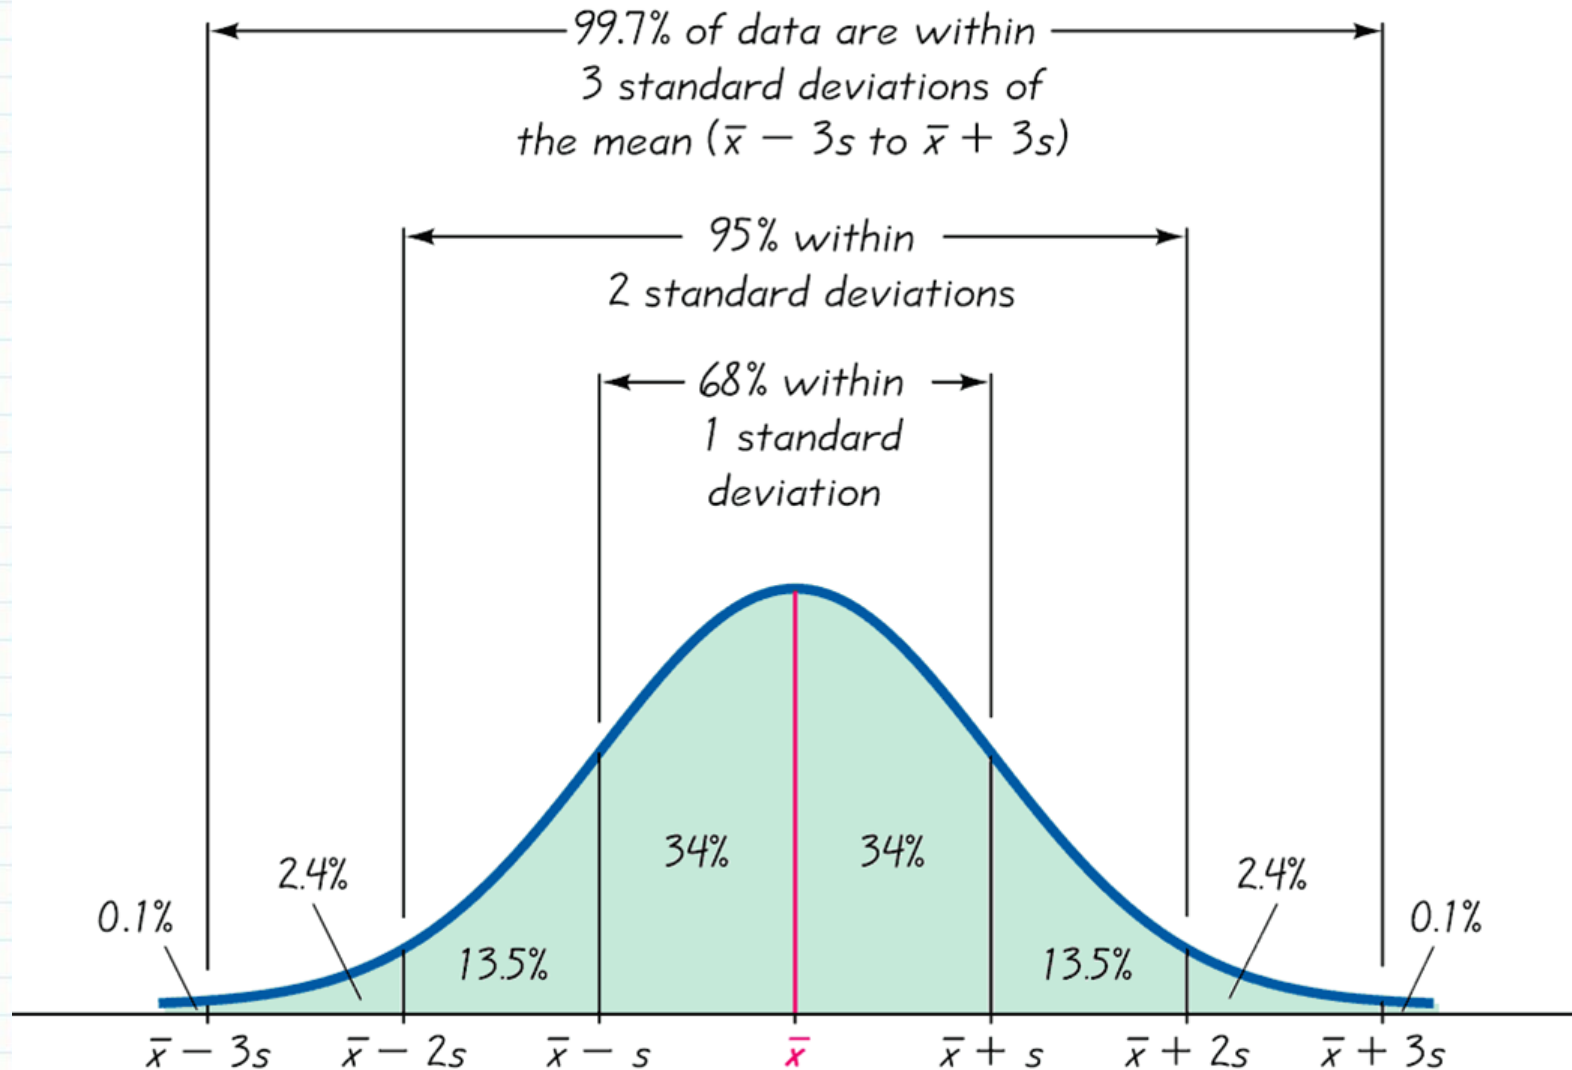 99.7% of data are within
3 standard deviations of
the mean (x̄ − 3s to x̄ + 3s)
95% within
2 standard deviations
68% within
1 standard
deviation
34% 34%
2.4% 2.4%
0.1% 0.1%
13.5% 13.5%
x̄ − 3s x̄ − 2s x̄ − s x̄ x̄ + s x̄ + 2s x̄ + 3s